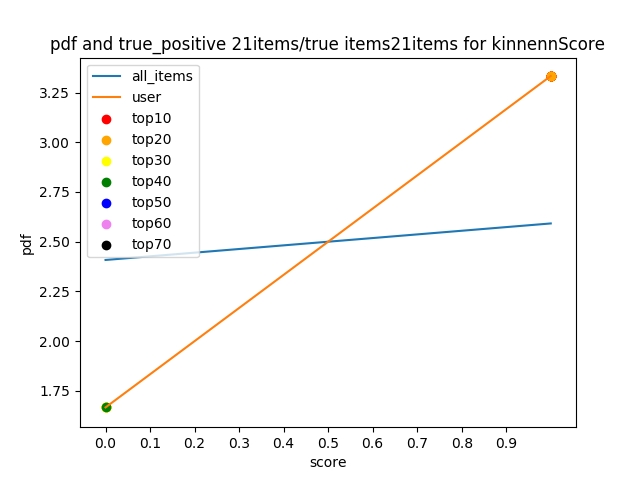 pdf and true_positive 21items/true items21items for kinnennScore
all_items
user
top10
top20
top30
top40
top50
top60
top70
pdf
3.25
3.00
2.75
2.50
2.25
2.00
1.75
0.0 0.1 0.2 0.3 0.4 0.5 0.6 0.7 0.8 0.9
score